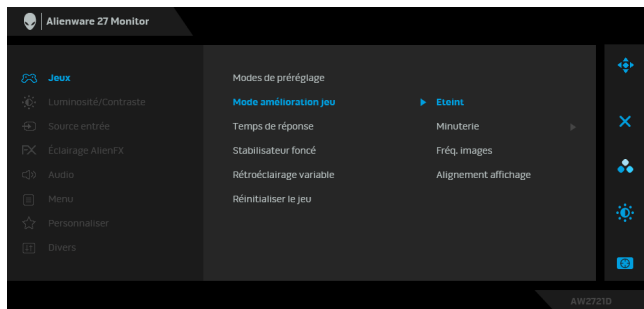 Alienware 27 Monitor
Jeux
Luminosité/Contraste
Source entrée
Éclairage AlienFX
Audio
Menu
Personnaliser
Divers
Modes de préréglage
Mode amélioration jeu
Temps de réponse
Stabilisateur foncé
Rétroéclairage variable
Réinitialiser le jeu
Eteint
Minuterie
Fréq. images
Alignement affichage
AW2721D